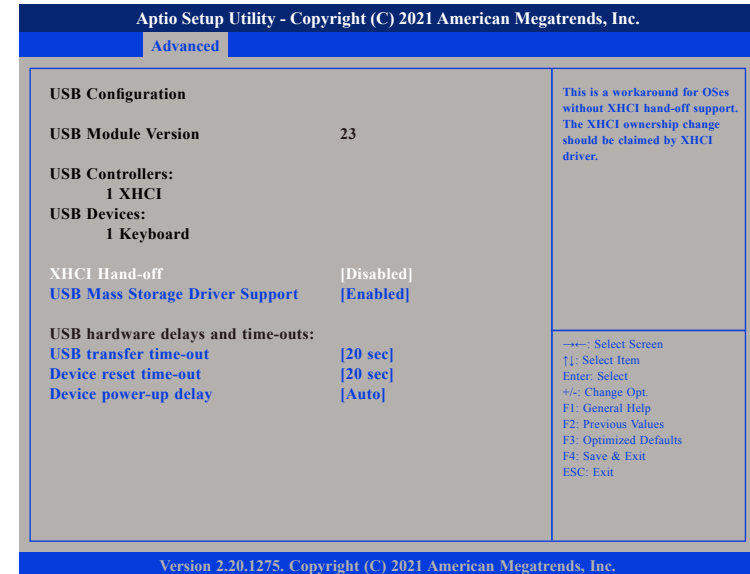 Aptio Setup Utility - Copyright (C) 2021 American Megatrends, Inc.
Advanced
USB Configuration
USB Module Version 23
USB Controllers:
1 XHCI
USB Devices:
1 Keyboard
XHCI Hand-off [Disabled]
USB Mass Storage Driver Support [Enabled]
USB hardware delays and time-outs:
USB transfer time-out [20 sec]
Device reset time-out [20 sec]
Device power-up delay [Auto]
This is a workaround for OSes
without XHCI hand-off support.
The XHCI ownership change
should be claimed by XHCI
driver.
→←: Select Screen
↑↓: Select Item
Enter: Select
+/-: Change Opt.
F1: General Help
F2: Previous Values
F3: Optimized Defaults
F4: Save & Exit
ESC: Exit
Version 2.20.1275. Copyright (C) 2021 American Megatrends, Inc.